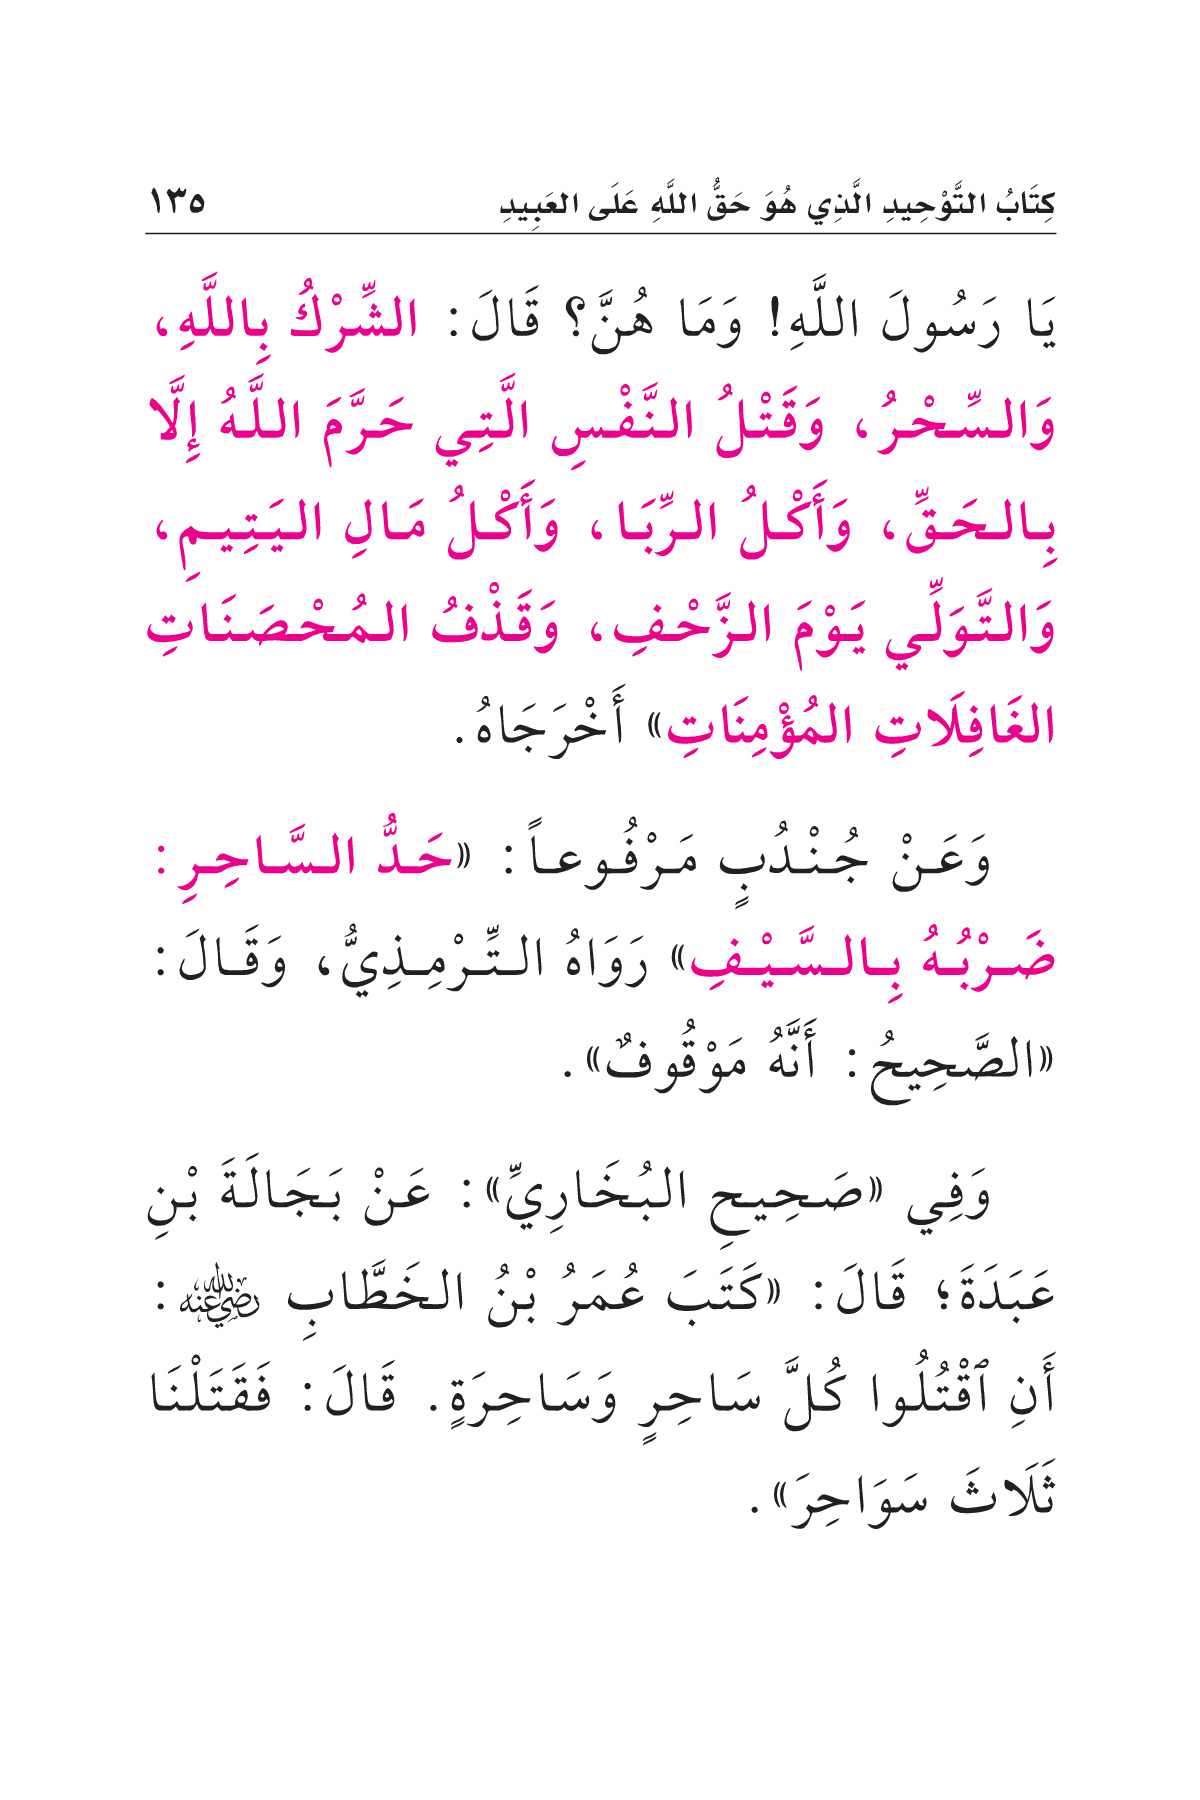 كِتَابُ التَّوْحِيدِ الَّذِي هُوَ حَقُّ اللَّهِ عَلَى العَبِيدِ ١٣٥
يَا رَسُولَ اللَّهِ! وَمَا هُنَّ؟ قَالَ: الشِّرْكُ بِاللَّهِ،
وَالسِّحْرُ، وَقَتْلُ النَّفْسِ الَّتِي حَرَّمَ اللَّهُ إِلَّا
بِالحَقِّ، وَأَكْلُ الرِّبَا، وَأَكْلُ مَالِ اليَتِيمِ،
وَالتَّوَلِّي يَوْمَ الزَّحْفِ، وَقَذْفُ المُحْصَنَاتِ
الغَافِلَاتِ المُؤْمِنَاتِ» أَخْرَجَاهُ.
وَعَنْ جُنْدُبٍ مَرْفُوعاً: «حَدُّ السَّاحِرِ:
ضَرْبُهُ بِالسَّيْفِ» رَوَاهُ التِّرْمِذِيُّ، وَقَالَ:
«الصَّحِيحُ: أَنَّهُ مَوْقُوفٌ».
وَفِي «صَحِيحِ البُخَارِيِّ»: عَنْ بَجَالَةَ بْنِ
عَبَدَةَ؛ قَالَ: «كَتَبَ عُمَرُ بْنُ الخَطَّابِ رضي الله عنه:
أَنِ ٱقْتُلُوا كُلَّ سَاحِرٍ وَسَاحِرَةٍ. قَالَ: فَقَتَلْنَا
ثَلَاثَ سَوَاحِرَ».